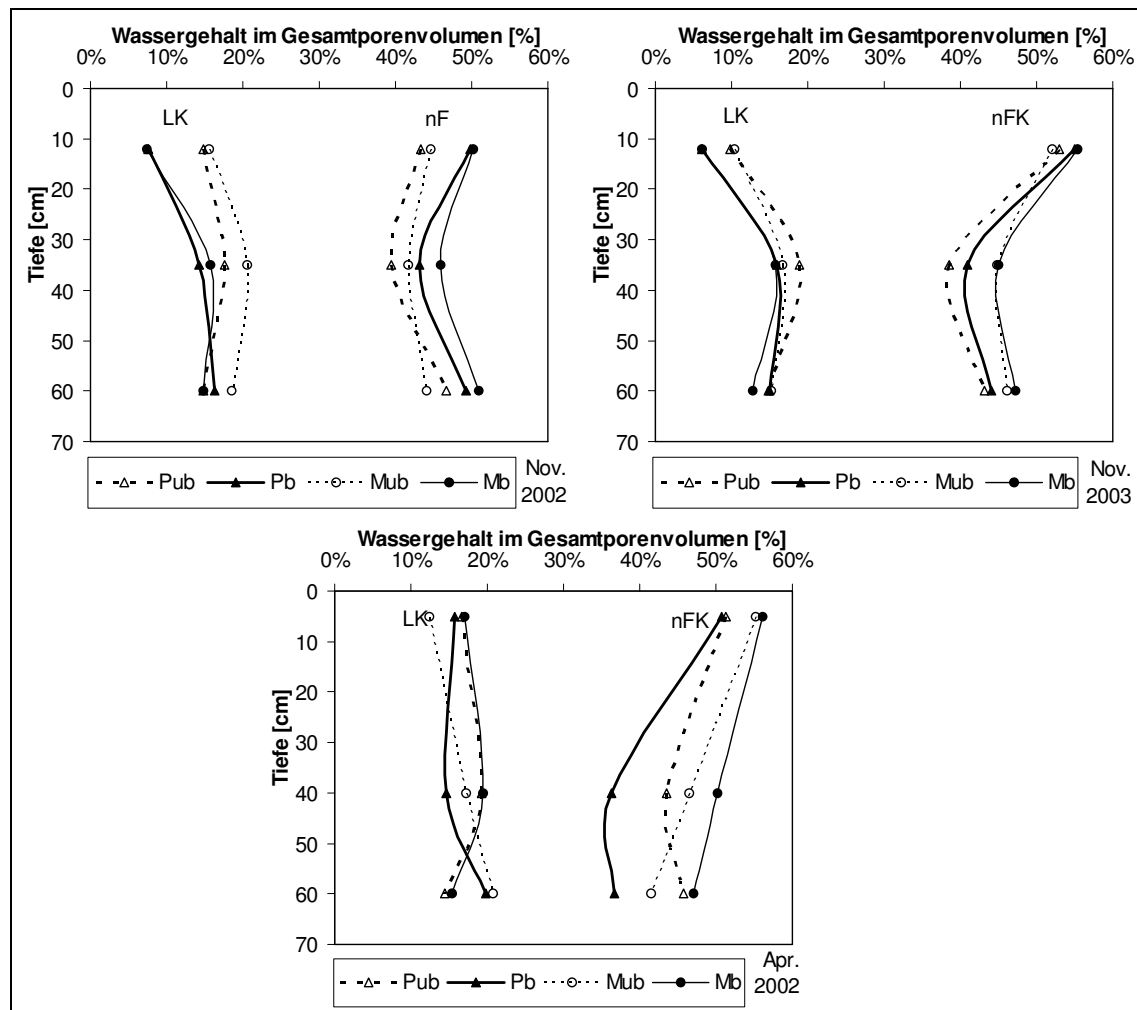 Wassergehalt im Gesamtporenvolumen [%]
0% 10% 20% 30% 40% 50% 60%
0
10
20
30
40
50
60
70
Tiefe [cm]
LK
nF
Pub Pb Mub Mb
Nov.
2002
Wassergehalt im Gesamtporenvolumen [%]
0% 10% 20% 30% 40% 50% 60%
0
10
20
30
40
50
60
70
Tiefe [cm]
LK
nFK
Pub Pb Mub Mb
Nov.
2003
Wassergehalt im Gesamtporenvolumen [%]
0% 10% 20% 30% 40% 50% 60%
0
10
20
30
40
50
60
70
Tiefe [cm]
LK
nFK
Pub Pb Mub Mb
Apr.
2002